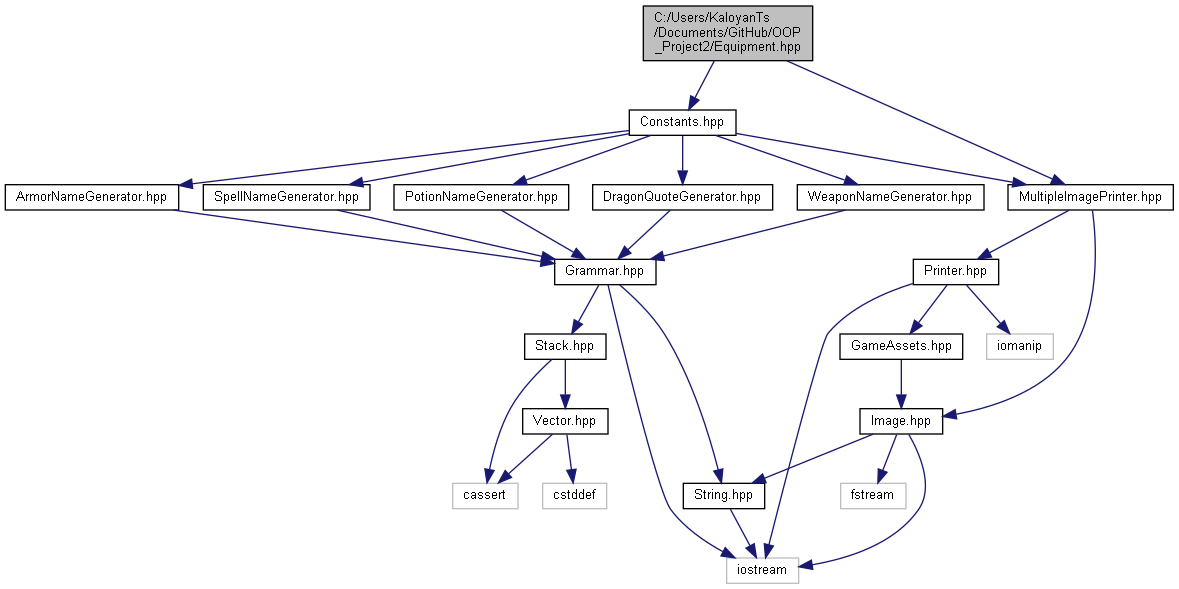 C:/Users/KaloyanTs
/Documents/GitHub/OOP
_Project2/Equipment.hpp
Constants.hpp
ArmorNameGenerator.hpp
SpellNameGenerator.hpp
PotionNameGenerator.hpp
DragonQuoteGenerator.hpp
WeaponNameGenerator.hpp
MultipleImagePrinter.hpp
Grammar.hpp
Printer.hpp
Stack.hpp
GameAssets.hpp
iomanip
Vector.hpp
Image.hpp
cassert
cstddef
String.hpp
fstream
iostream